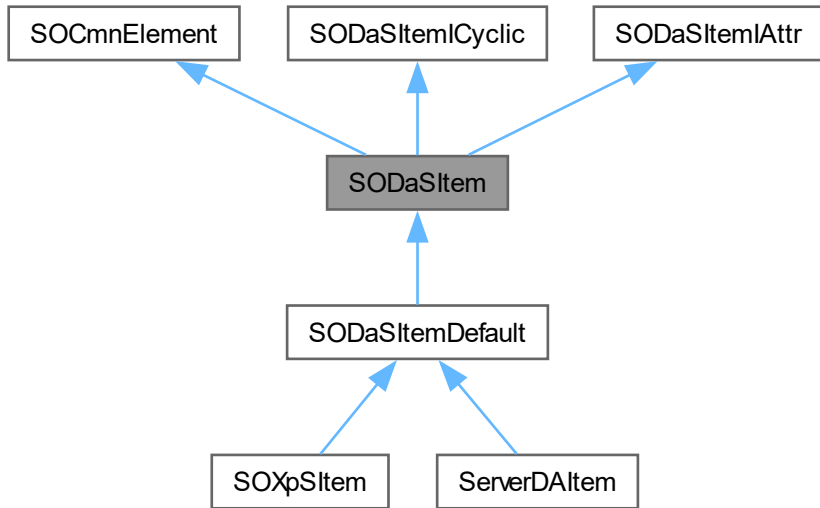 SOCmnElement
SODaSItemICyclic
SODaSItemIAttr
SODaSItem
SODaSItemDefault
SOXpSItem
ServerDAItem